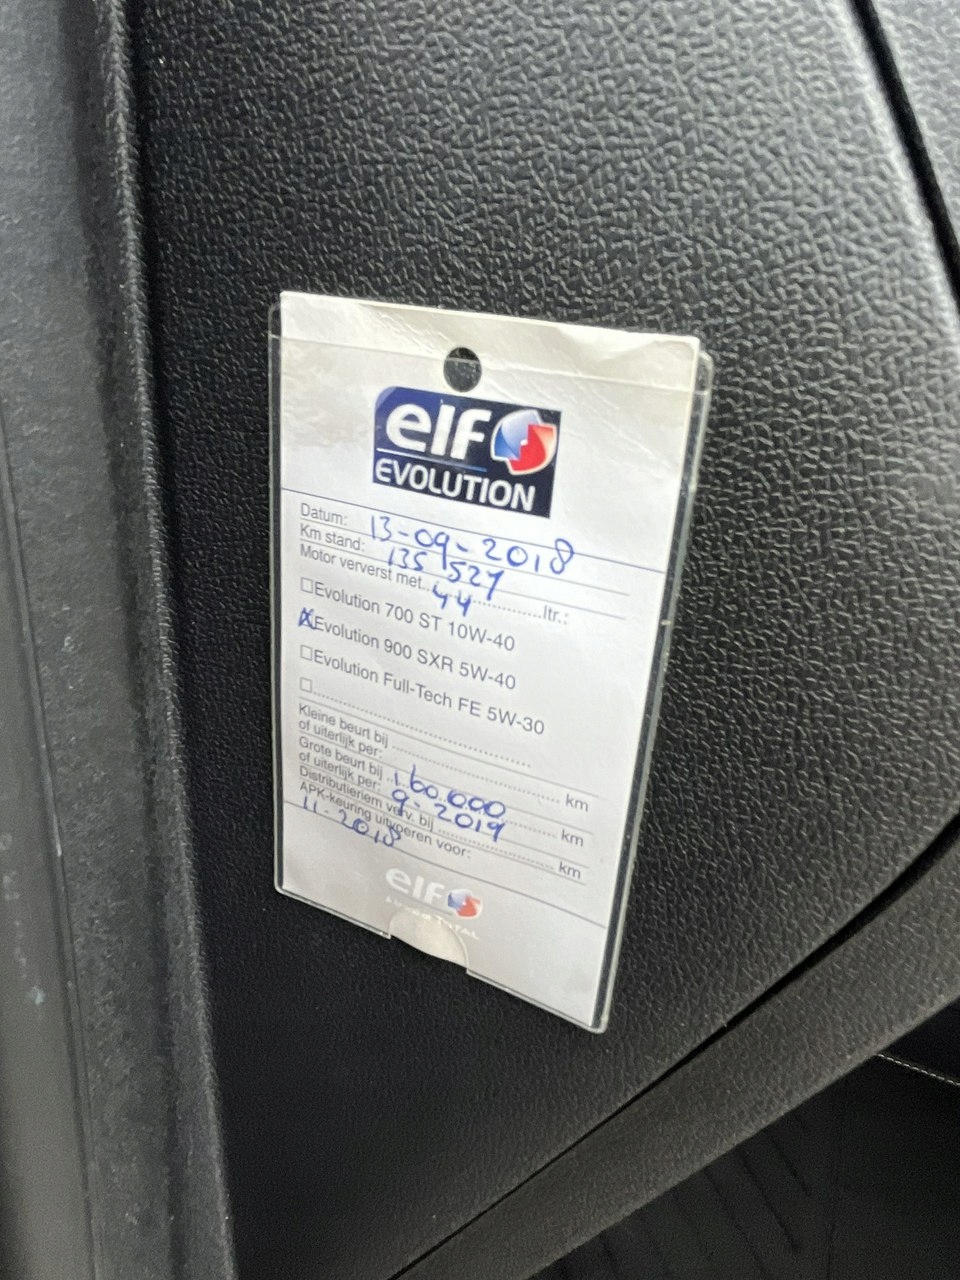 elf
EVOLUTION
Datum: 13-09-2018
Km stand: 135 527
Motor ververst met 44 ltr.:
☐Evolution 700 ST 10W-40
☒Evolution 900 SXR 5W-40
☐Evolution Full-Tech FE 5W-30
☐
Kleine beurt bij km
of uiterlijk per:
Grote beurt bij 160.000 km
of uiterlijk per: 9-2019
Distributieriem verv. bij km
APK-keuring uitvoeren voor:
11-2018
elf
TOTAL